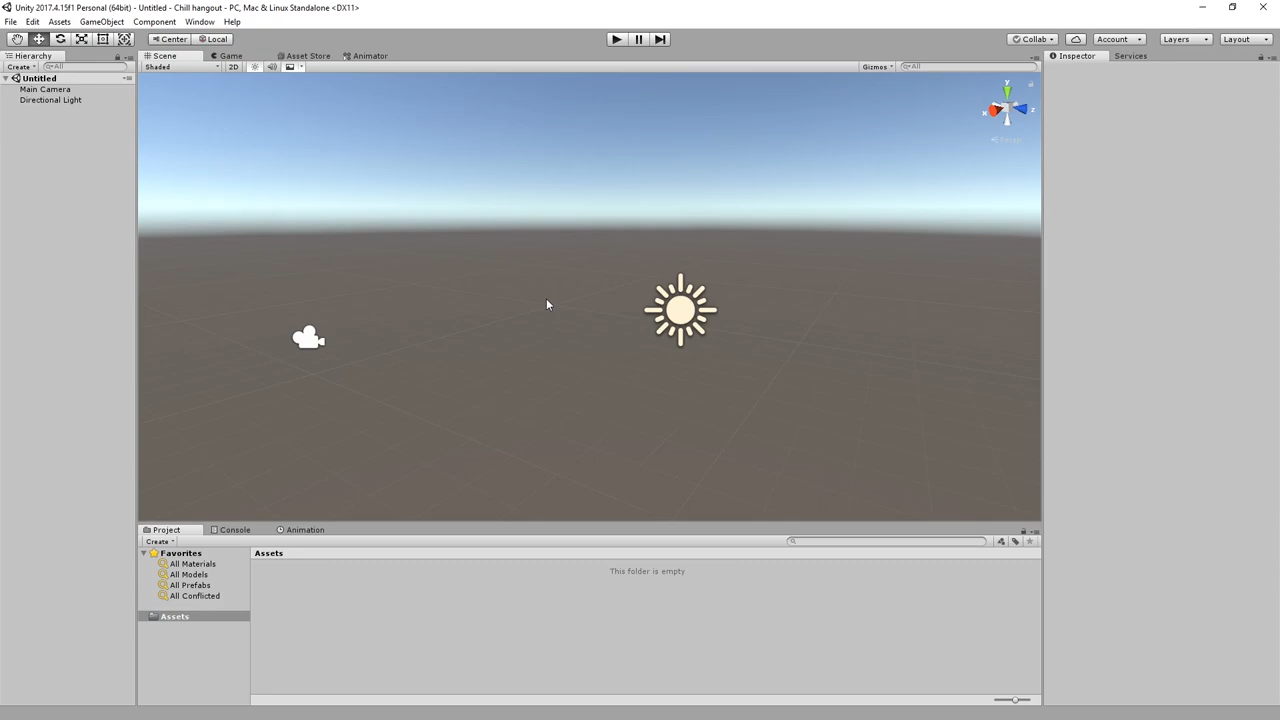 Unity 2017.4.15f1 Personal (64bit) - Untitled - Chill hangout - PC, Mac & Linux Standalone <DX11>
File Edit Assets GameObject Component Window Help
Center Local Collab Account Layers Layout
Hierarchy Scene Game Asset Store Animator Inspector Services
Create All Shaded 2D Gizmos All
Untitled
Main Camera
Directional Light
y
x z
Persp
Project Console Animation
Create
Favorites Assets
All Materials
This folder is empty
All Models
All Prefabs
All Conflicted
Assets